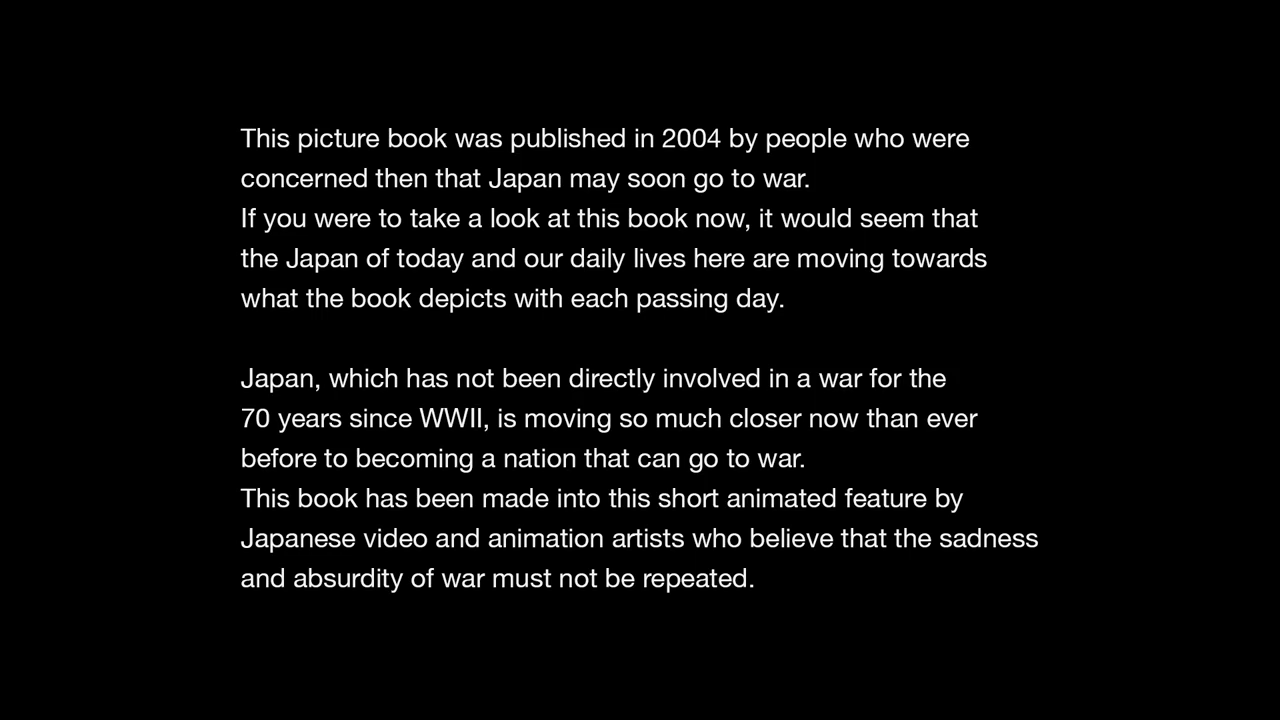 This picture book was published in 2004 by people who were
concerned then that Japan may soon go to war.
If you were to take a look at this book now, it would seem that
the Japan of today and our daily lives here are moving towards
what the book depicts with each passing day.
Japan, which has not been directly involved in a war for the
70 years since WWII, is moving so much closer now than ever
before to becoming a nation that can go to war.
This book has been made into this short animated feature by
Japanese video and animation artists who believe that the sadness
and absurdity of war must not be repeated.